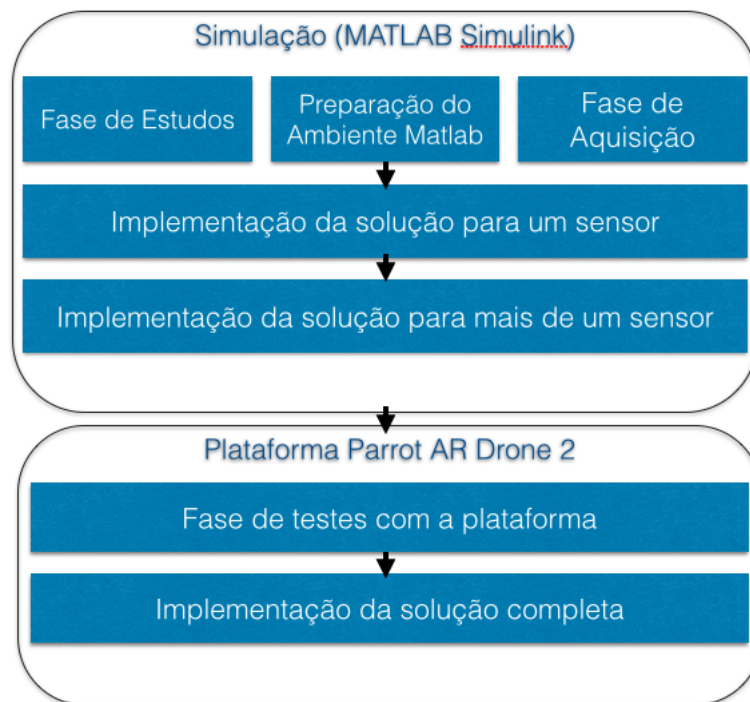 Simulação (MATLAB Simulink)
Fase de Estudos
Preparação do
Ambiente Matlab
Fase de
Aquisição
Implementação da solução para um sensor
Implementação da solução para mais de um sensor
Plataforma Parrot AR Drone 2
Fase de testes com a plataforma
Implementação da solução completa